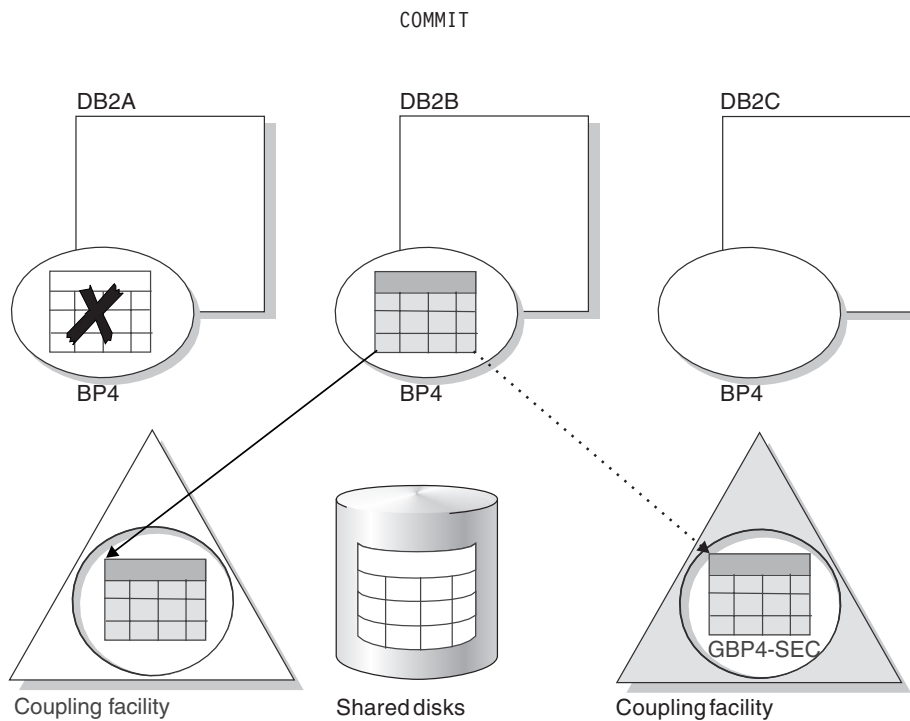 COMMIT
DB2A
DB2B
DB2C
BP4
BP4
BP4
GBP4-SEC
Coupling facility
Shared disks
Coupling facility